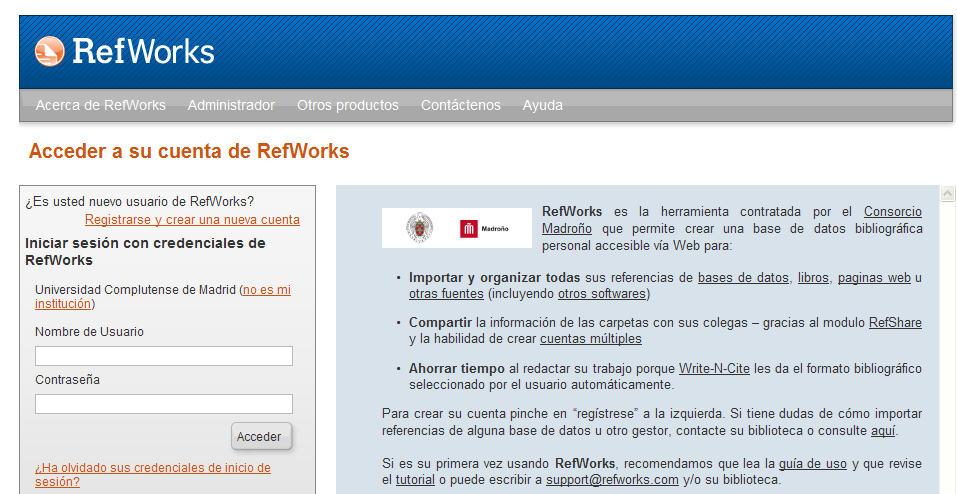 RefWorks
Acerca de RefWorks Administrador Otros productos Contáctenos Ayuda
Acceder a su cuenta de RefWorks
¿Es usted nuevo usuario de RefWorks?
Registrarse y crear una nueva cuenta
Iniciar sesión con credenciales de
RefWorks
Universidad Complutense de Madrid (no es mi
institución)
Nombre de Usuario
Contraseña
Acceder
¿Ha olvidado sus credenciales de inicio de
sesión?
Madroño
RefWorks es la herramienta contratada por el Consorcio
Madroño que permite crear una base de datos bibliográfica
personal accesible vía Web para:
• Importar y organizar todas sus referencias de bases de datos, libros, paginas web u
otras fuentes (incluyendo otros softwares)
• Compartir la información de las carpetas con sus colegas – gracias al modulo RefShare
y la habilidad de crear cuentas múltiples
• Ahorrar tiempo al redactar su trabajo porque Write-N-Cite les da el formato bibliográfico
seleccionado por el usuario automáticamente.
Para crear su cuenta pinche en “regístrese” a la izquierda. Si tiene dudas de cómo importar
referencias de alguna base de datos u otro gestor, contacte su biblioteca o consulte aquí.
Si es su primera vez usando RefWorks, recomendamos que lea la guía de uso y que revise
el tutorial o puede escribir a support@refworks.com y/o su biblioteca.